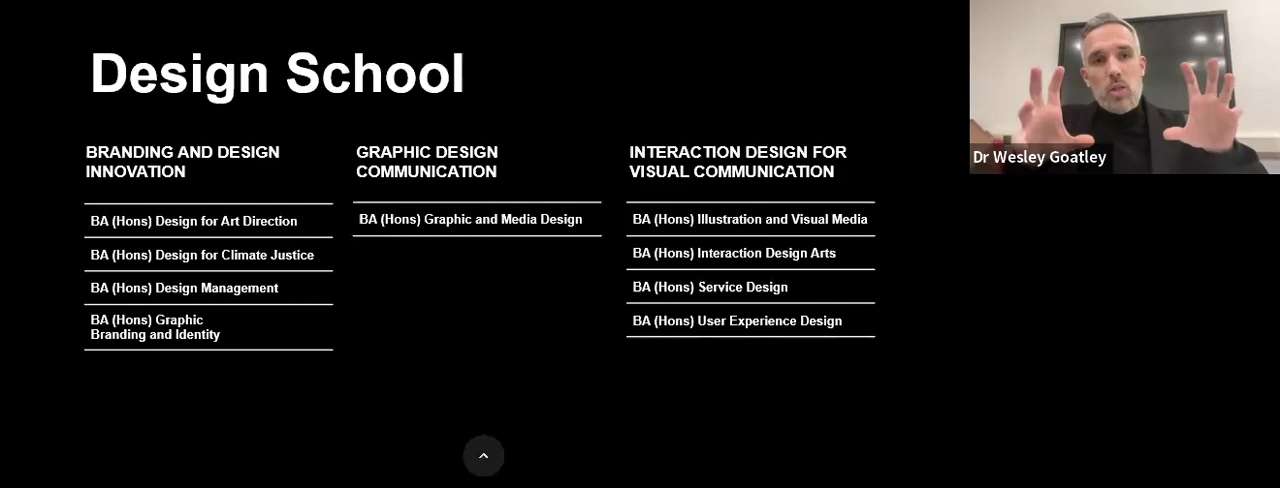 Design School
BRANDING AND DESIGN
INNOVATION
BA (Hons) Design for Art Direction
BA (Hons) Design for Climate Justice
BA (Hons) Design Management
BA (Hons) Graphic
Branding and Identity
GRAPHIC DESIGN
COMMUNICATION
BA (Hons) Graphic and Media Design
INTERACTION DESIGN FOR
VISUAL COMMUNICATION
BA (Hons) Illustration and Visual Media
BA (Hons) Interaction Design Arts
BA (Hons) Service Design
BA (Hons) User Experience Design
Dr Wesley Goatley